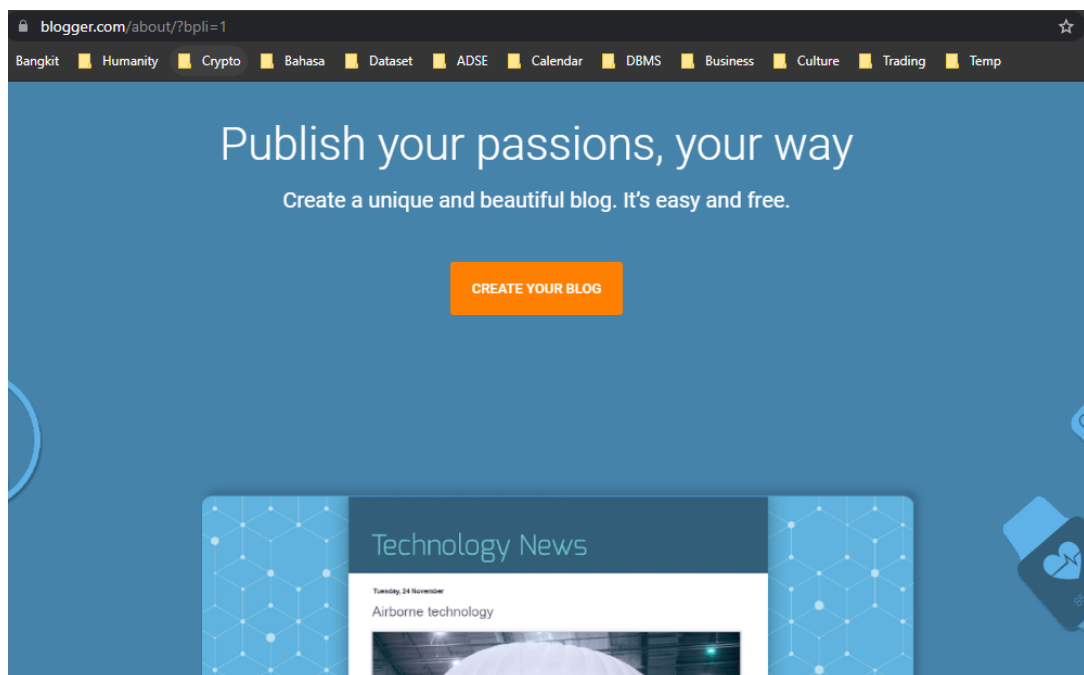 blogger.com/about/?bpli=1
Bangkit Humanity Crypto Bahasa Dataset ADSE Calendar DBMS Business Culture Trading Temp
Publish your passions, your way
Create a unique and beautiful blog. It's easy and free.
CREATE YOUR BLOG
Technology News
Tuesday, 24 November
Airborne technology